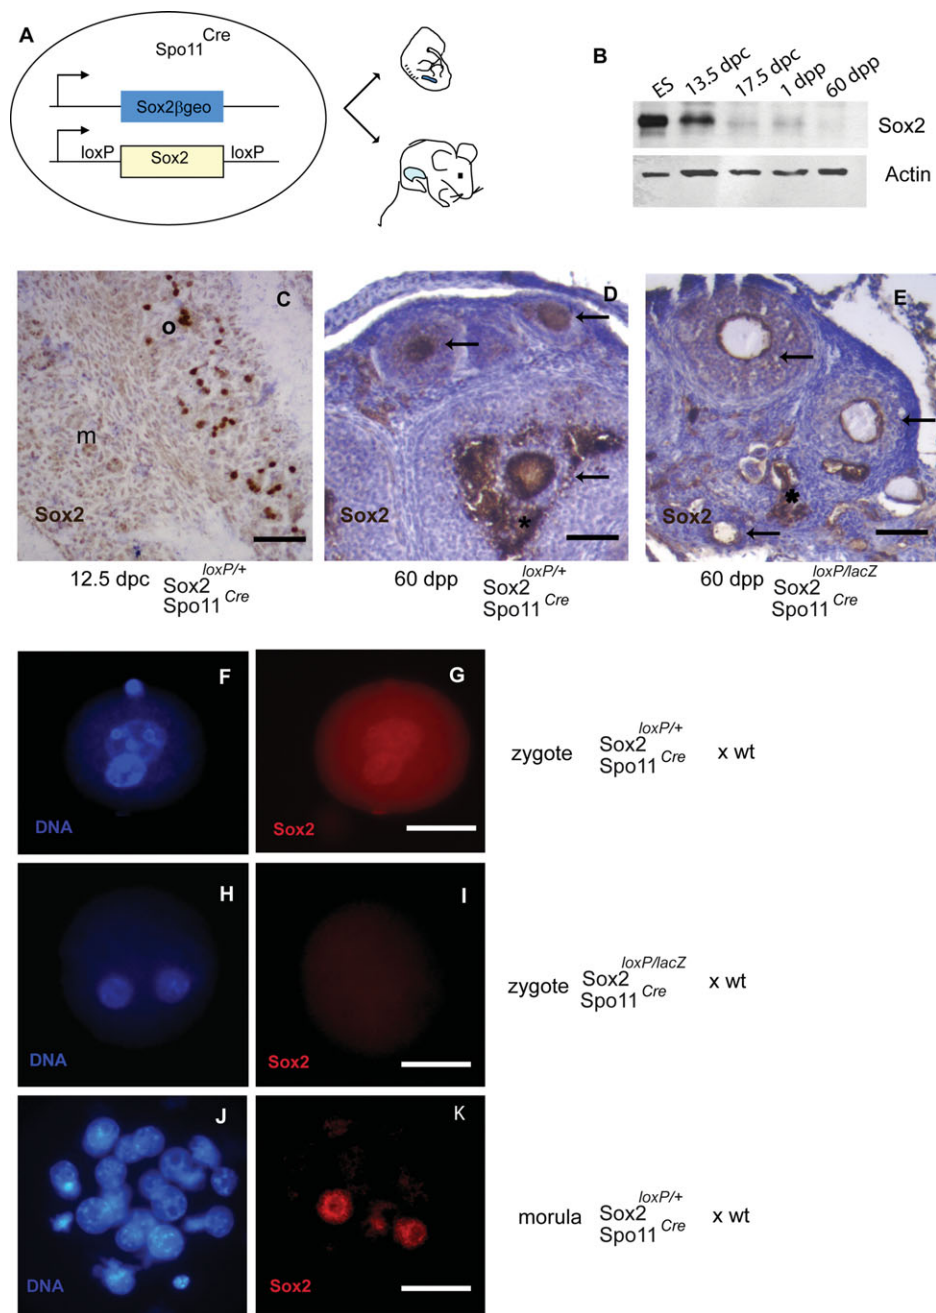 A
Spo11 Cre
Sox2βgeo
loxP Sox2 loxP
B
ES 13.5 dpc 17.5 dpc 1 dpp 60 dpp
Sox2
Actin
C
o
m
Sox2
12.5 dpc Sox2 loxP/+
Spo11 Cre
D
*
Sox2
60 dpp Sox2 loxP/+
Spo11 Cre
E
*
Sox2
60 dpp Sox2 loxP/lacZ
Spo11 Cre
F
DNA
G
Sox2
zygote Sox2 loxP/+ x wt
Spo11 Cre
H
DNA
I
Sox2
zygote Sox2 loxP/lacZ x wt
Spo11 Cre
J
DNA
K
Sox2
morula Sox2 loxP/+ x wt
Spo11 Cre